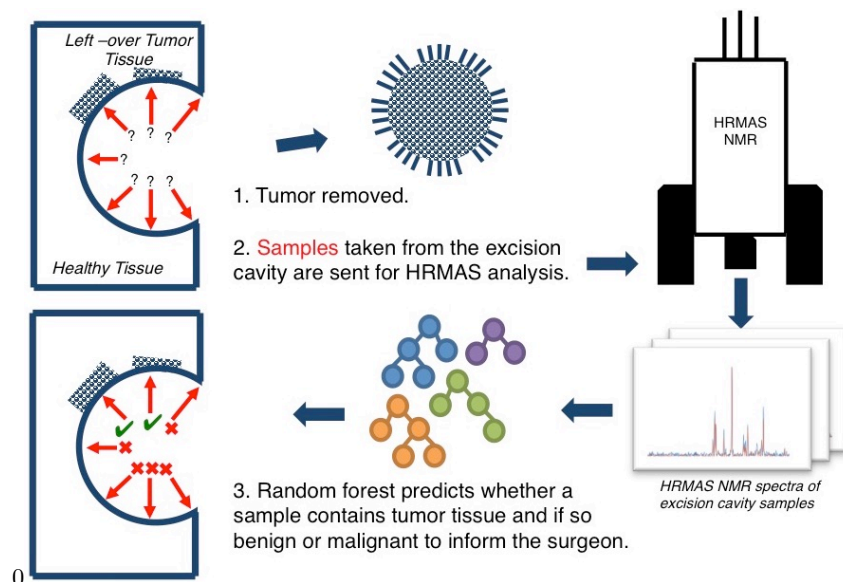 Left –over Tumor
Tissue
? ? ? ?
?
? ? ?
Healthy Tissue
1. Tumor removed.
2. Samples taken from the excision
cavity are sent for HRMAS analysis.
HRMAS
NMR
HRMAS NMR spectra of
excision cavity samples
3. Random forest predicts whether a
sample contains tumor tissue and if so
benign or malignant to inform the surgeon.
0